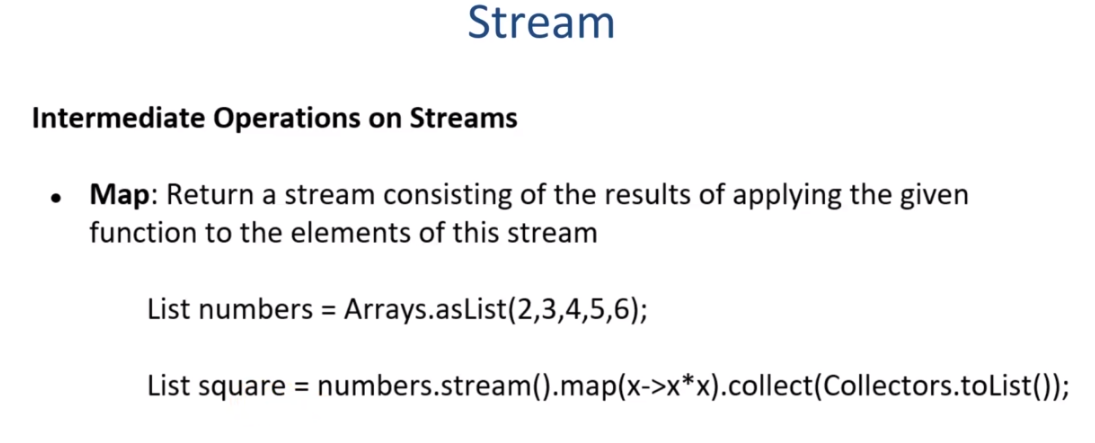 Stream
Intermediate Operations on Streams
• Map: Return a stream consisting of the results of applying the given
function to the elements of this stream
List numbers = Arrays.asList(2,3,4,5,6);
List square = numbers.stream().map(x->x*x).collect(Collectors.toList());